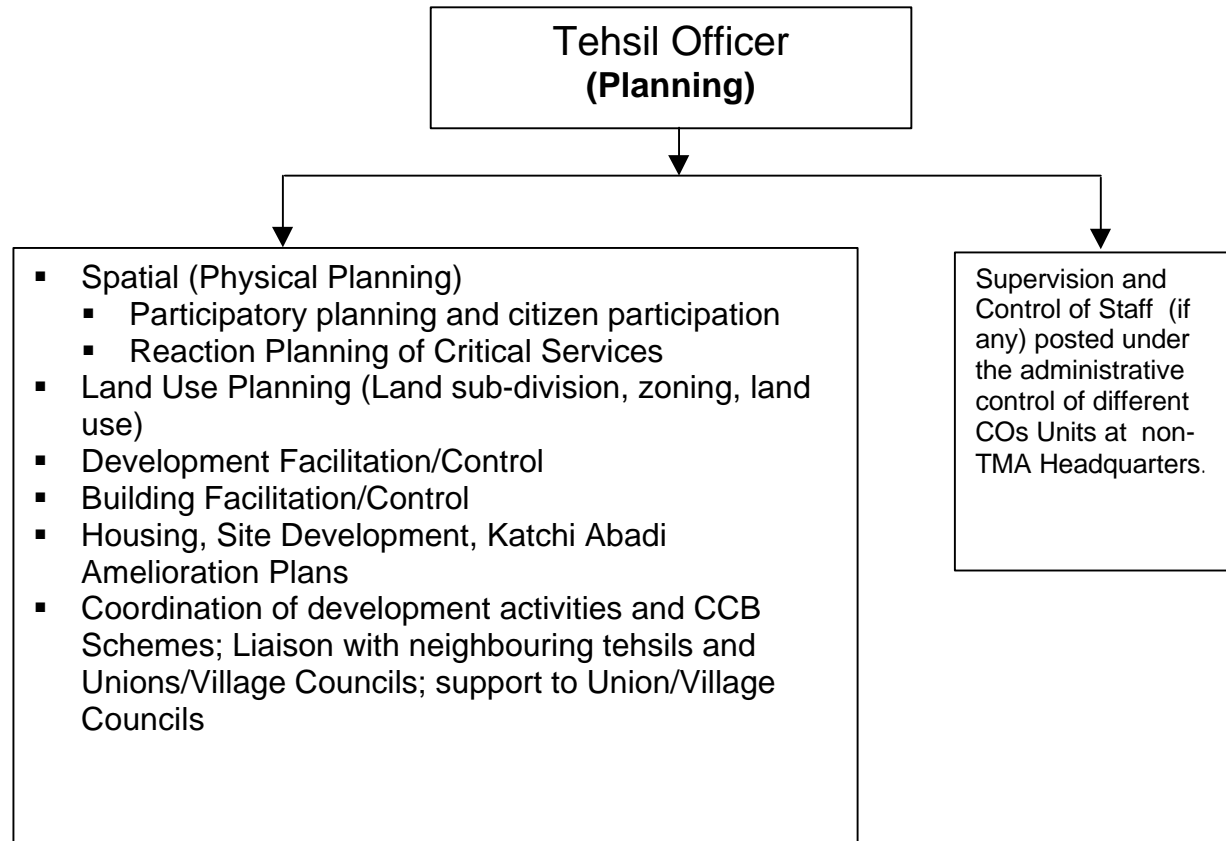 Tehsil Officer
(Planning)
▪ Spatial (Physical Planning)
▪ Participatory planning and citizen participation
▪ Reaction Planning of Critical Services
▪ Land Use Planning (Land sub-division, zoning, land
use)
▪ Development Facilitation/Control
▪ Building Facilitation/Control
▪ Housing, Site Development, Katchi Abadi
Amelioration Plans
▪ Coordination of development activities and CCB
Schemes; Liaison with neighbouring tehsils and
Unions/Village Councils; support to Union/Village
Councils
Supervision and
Control of Staff (if
any) posted under
the administrative
control of different
COs Units at non-
TMA Headquarters.